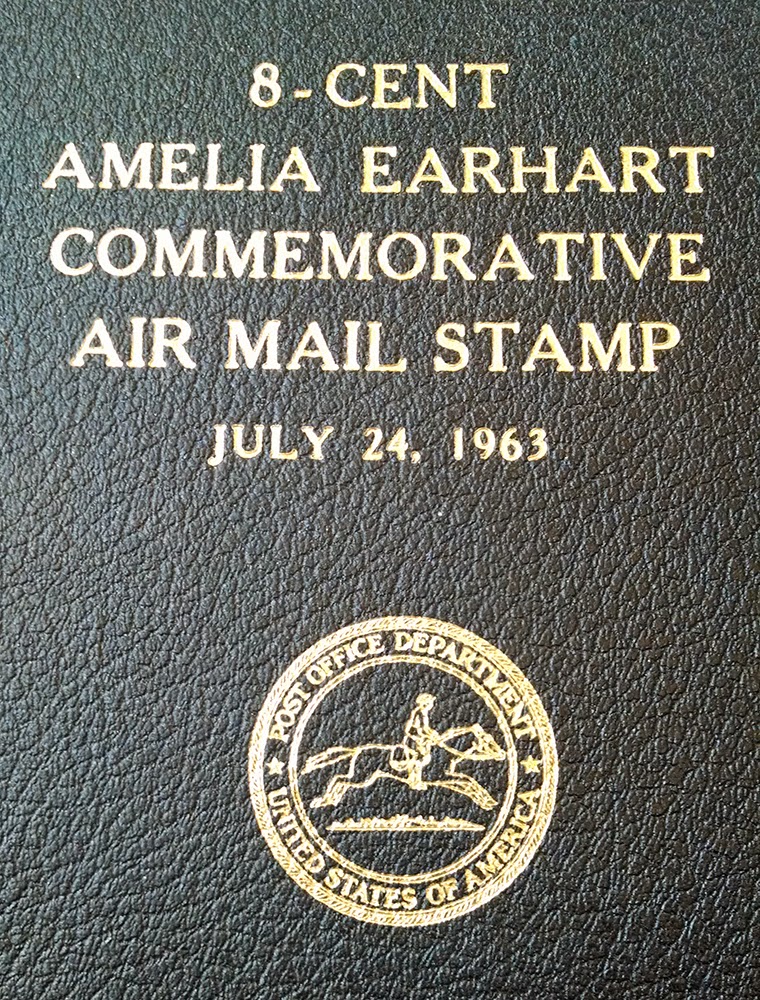 8-CENT
AMELIA EARHART
COMMEMORATIVE
AIR MAIL STAMP
JULY 24, 1963
POST OFFICE DEPARTMENT
UNITED STATES OF AMERICA